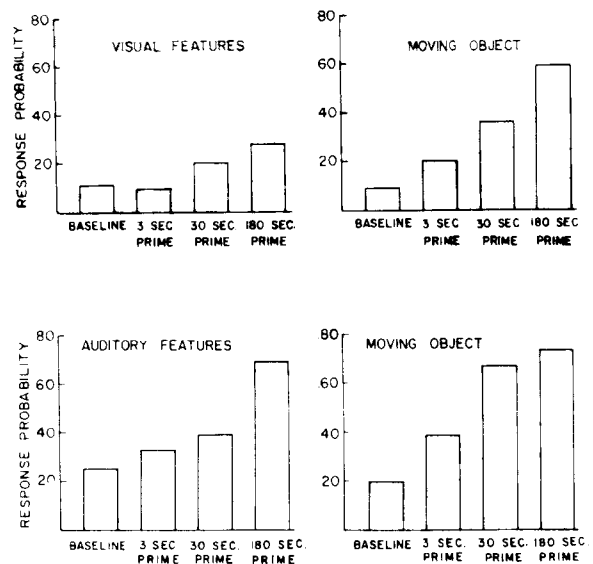 VISUAL FEATURES
RESPONSE PROBABILITY
80
60
40
20
BASELINE 3 SEC 30 SEC 180 SEC.
PRIME PRIME PRIME
MOVING OBJECT
80
60
40
20
BASELINE 3 SEC 30 SEC 180 SEC
PRIME PRIME PRIME
AUDITORY FEATURES
RESPONSE PROBABILITY
80
60
40
20
BASELINE 3 SEC 30 SEC. 180 SEC.
PRIME PRIME PRIME
MOVING OBJECT
80
60
40
20
BASELINE 3 SEC. 30 SEC. 180 SEC.
PRIME PRIME PRIME